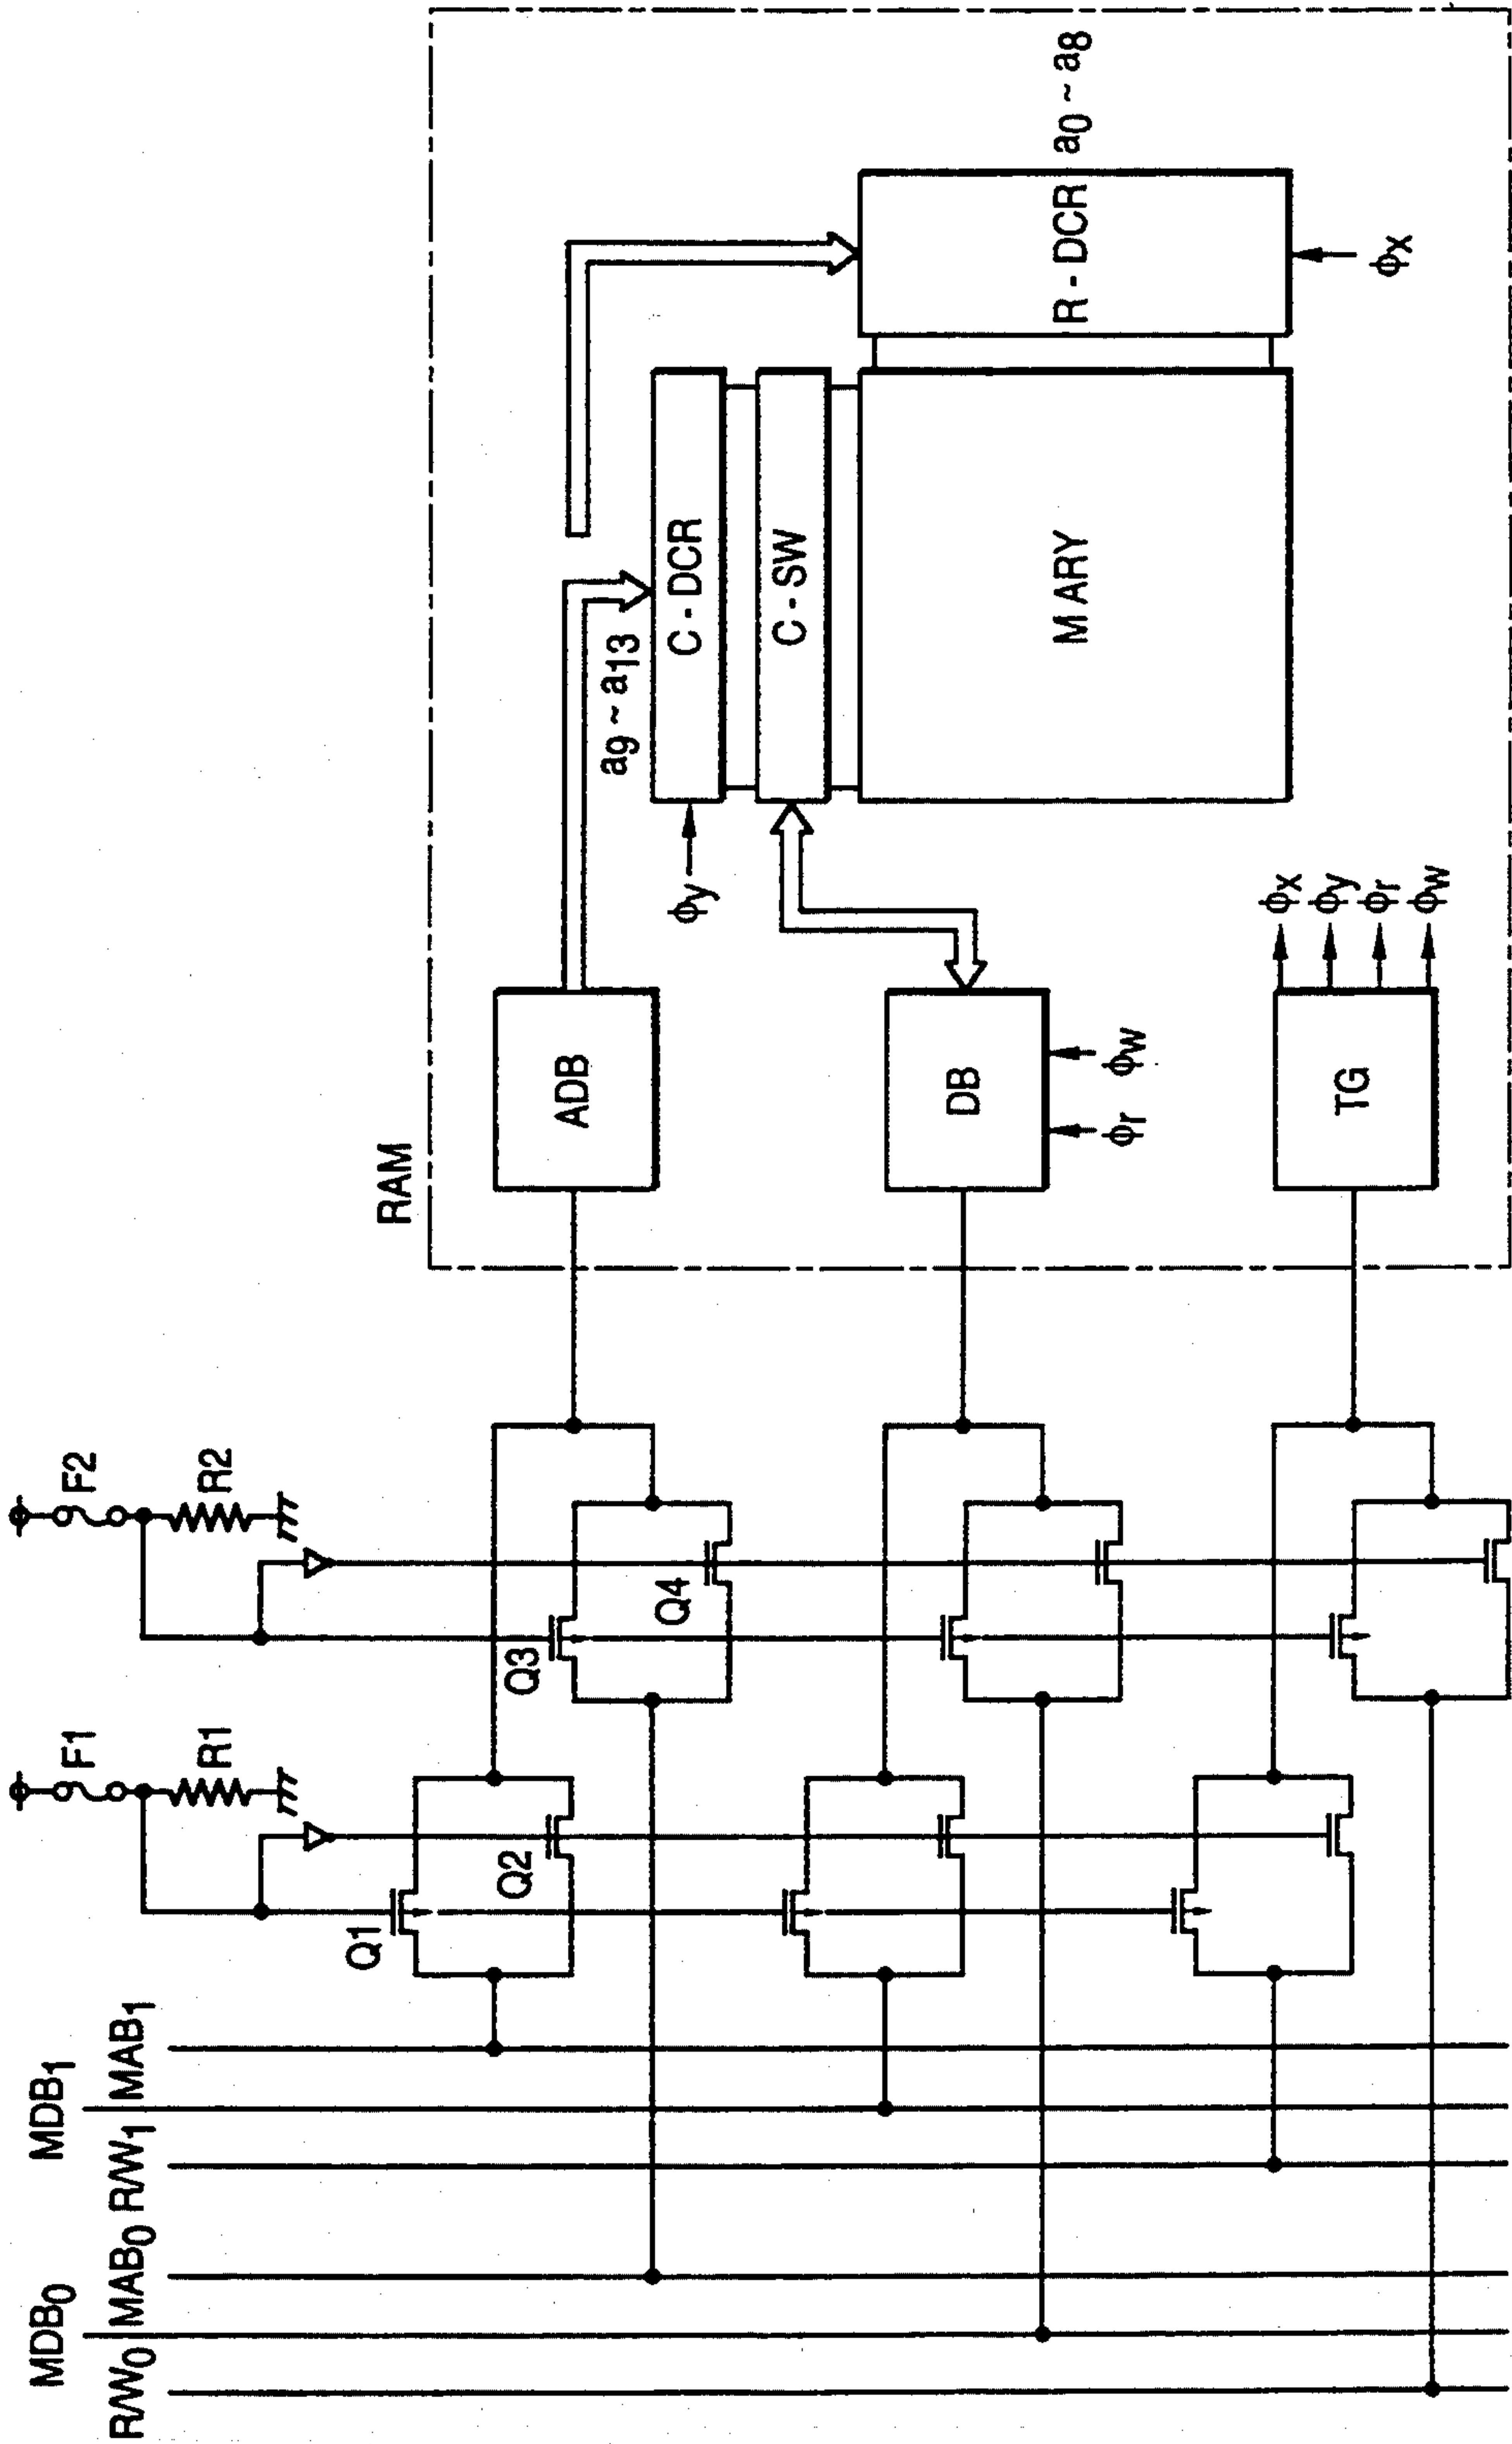 MDB₁
MDB₀
R/W₀ MAB₀ R/W₁ MAB₁
F1
F2
R1
R2
Q1
Q2
Q3
Q4
RAM
ADB
a₉ ~ a₁₃
ϕy
C - DCR
C - SW
M ARY
R - DCR
a₀ ~ a₈
ϕx
DB
ϕr
ϕw
TG
ϕx
ϕy
ϕr
ϕw